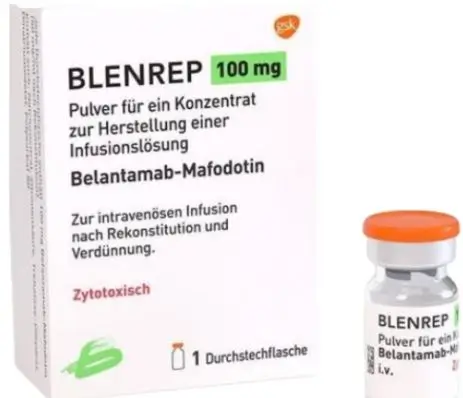 gsk
BLENREP 100 mg
Pulver für ein Konzentrat
zur Herstellung einer
Infusionslösung
Belantamab-Mafodotin
Zur intravenösen Infusion
nach Rekonstitution und
Verdünnung.
Zytotoxisch
1 Durchstechflasche
BLENREP
Pulver für ein
Belantamab-
i.v.